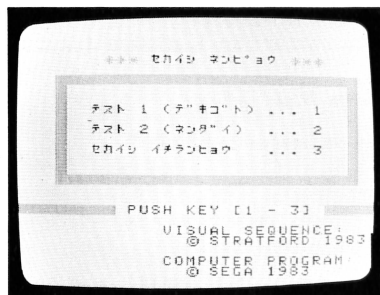 *** セカイシ ネンピョウ ***
テスト 1 (デキゴト) ... 1
テスト 2 (ネンダイ) ... 2
セカイシ イチランヒョウ ... 3
PUSH KEY [1 - 3]
VISUAL SEQUENCE:
© STRATFORD 1983
COMPUTER PROGRAM:
© SEGA 1983